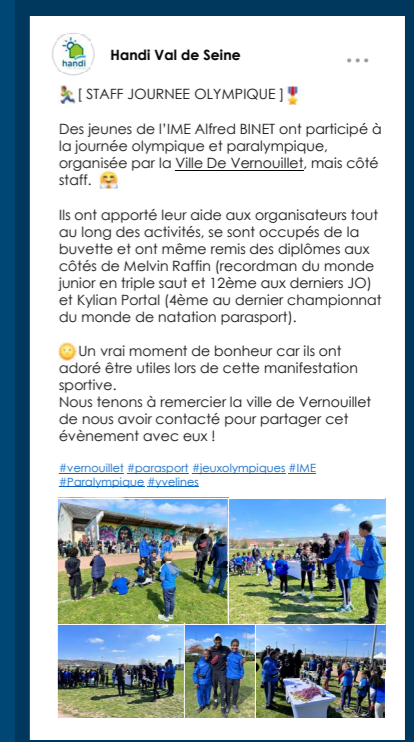 handi
Handi Val de Seine
[ STAFF JOURNEE OLYMPIQUE ]
Des jeunes de l'IME Alfred BINET ont participé à
la journée olympique et paralympique,
organisée par la Ville De Vernouillet, mais côté
staff.
Ils ont apporté leur aide aux organisateurs tout
au long des activités, se sont occupés de la
buvette et ont même remis des diplômes aux
côtés de Melvin Raffin (recordman du monde
junior en triple saut et 12ème aux derniers JO)
et Kylian Portal (4ème au dernier championnat
du monde de natation parasport).
Un vrai moment de bonheur car ils ont
adoré être utiles lors de cette manifestation
sportive.
Nous tenons à remercier la ville de Vernouillet
de nous avoir contacté pour partager cet
évènement avec eux !
#vernouillet #parasport #jeuxolympiques #IME
#Paralympique #yvelines